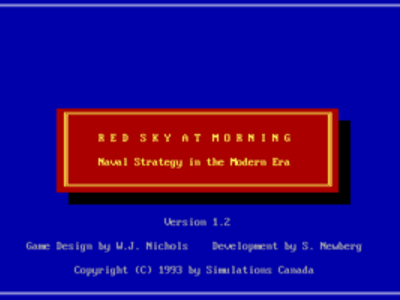 RED SKY AT MORNING
Naval Strategy in the Modern Era
Version 1.2
Game Design by W.J. Nichols Development by S. Newberg
Copyright (C) 1993 by Simulations Canada